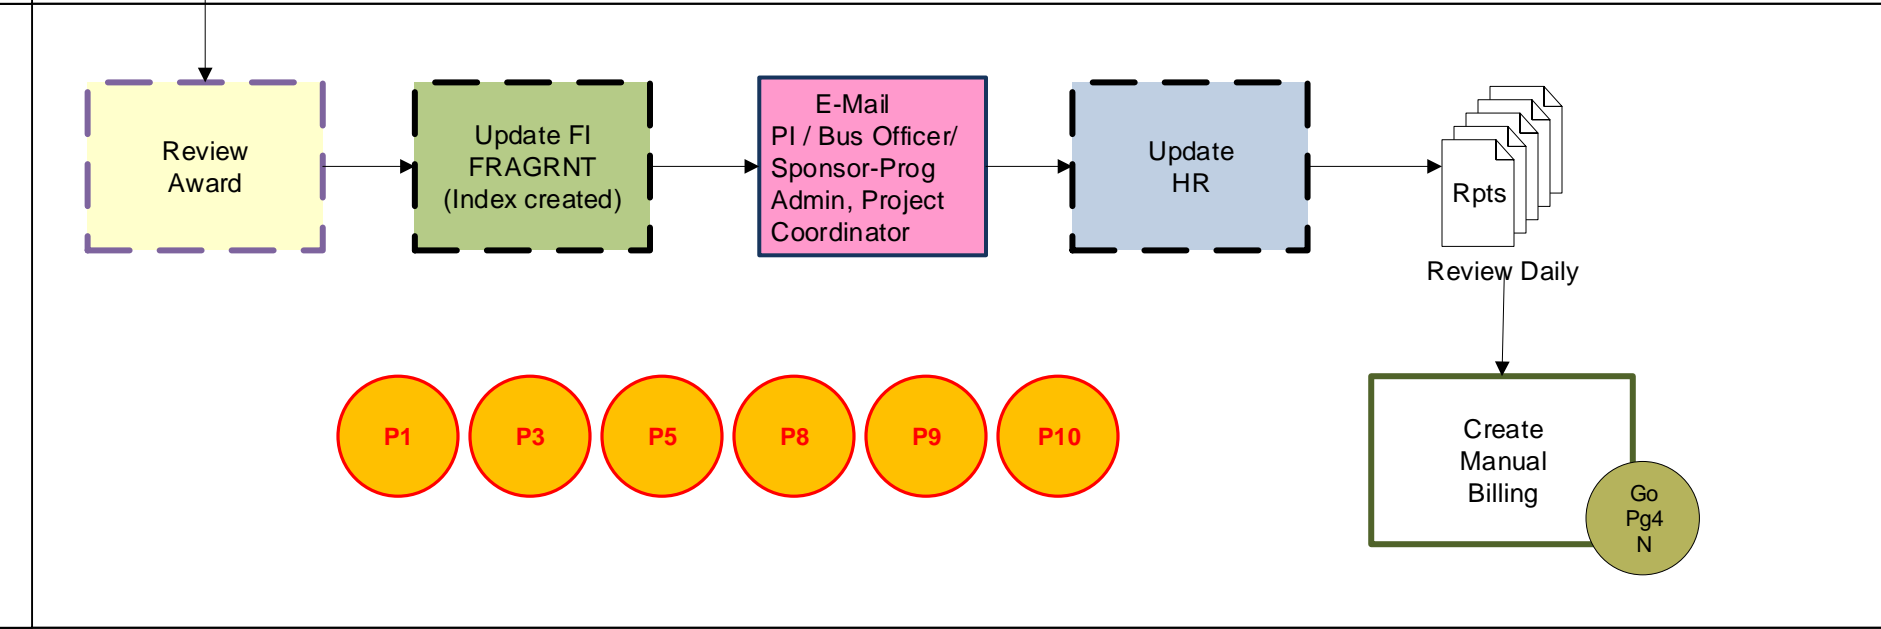 Review
Award
Update FI
FRAGRNT
(Index created)
E-Mail
PI / Bus Officer/
Sponsor-Prog
Admin, Project
Coordinator
Update
HR
Rpts
Review Daily
P1
P3
P5
P8
P9
P10
Create
Manual
Billing
Go
Pg4
N